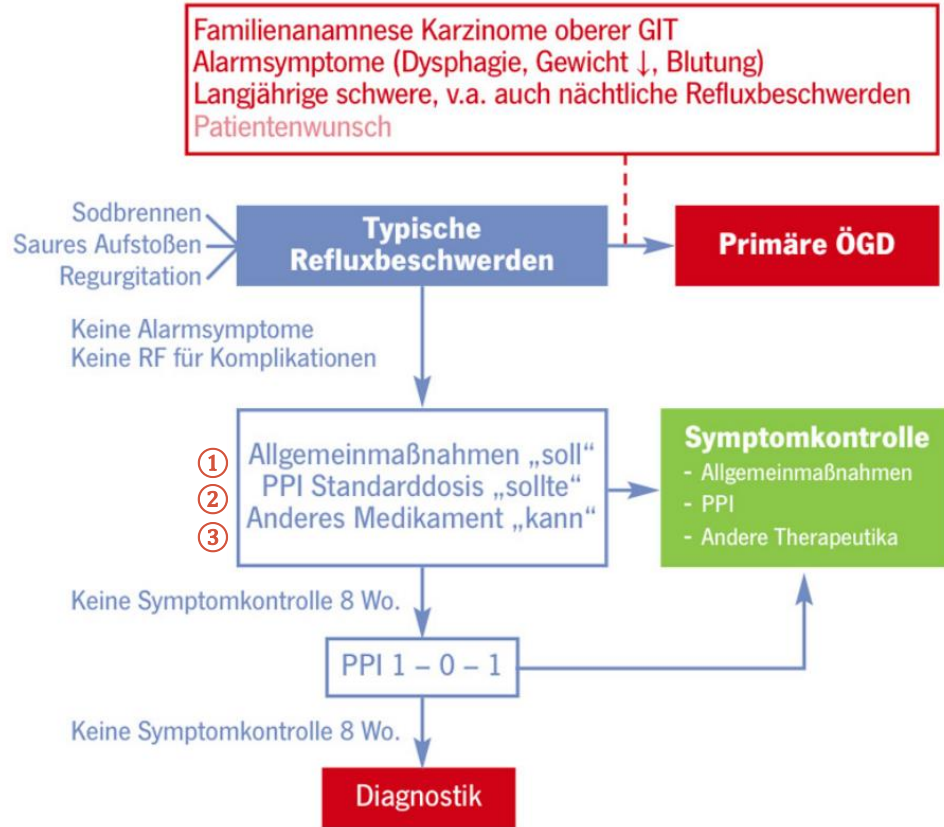 Familienanamnese Karzinome oberer GIT
Alarmsymptome (Dysphagie, Gewicht ↓, Blutung)
Langjährige schwere, v.a. auch nächtliche Refluxbeschwerden
Patientenwunsch
Sodbrennen
Saures Aufstoßen
Regurgitation
Typische
Refluxbeschwerden
Primäre ÖGD
Keine Alarmsymptome
Keine RF für Komplikationen
① Allgemeinmaßnahmen „soll“
② PPI Standarddosis „sollte“
③ Anderes Medikament „kann“
Symptomkontrolle
- Allgemeinmaßnahmen
- PPI
- Andere Therapeutika
Keine Symptomkontrolle 8 Wo.
PPI 1 – 0 – 1
Keine Symptomkontrolle 8 Wo.
Diagnostik